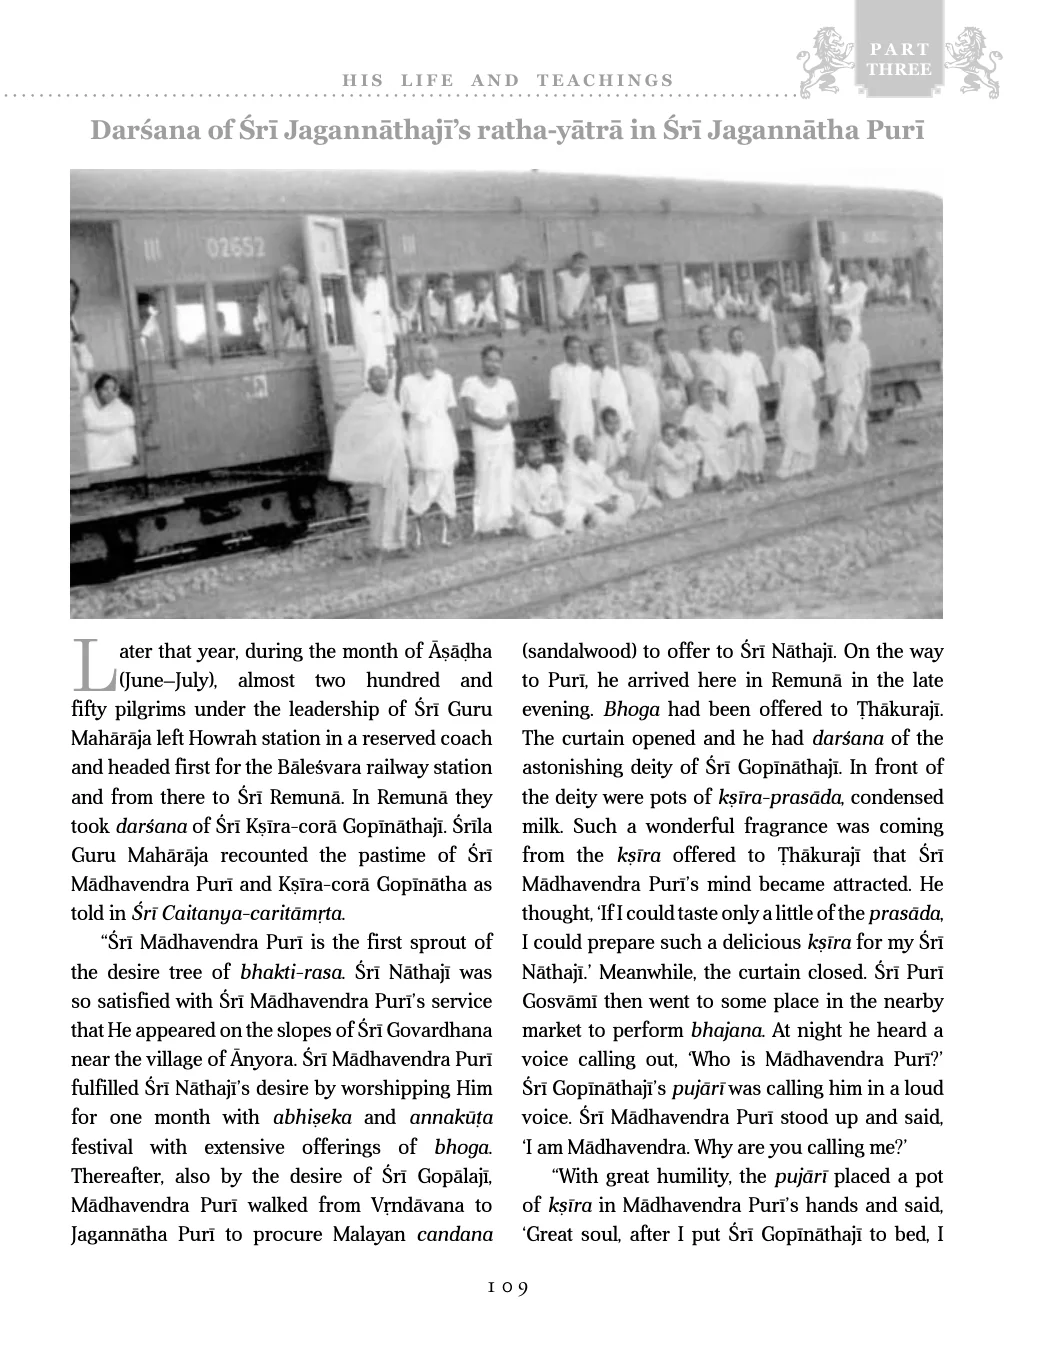 HIS LIFE AND TEACHINGS
PART
THREE
Darśana of Śrī Jagannāthajī’s ratha-yātrā in Śrī Jagannātha Purī
02652
Later that year, during the month of Āṣāḍha
(June–July), almost two hundred and
fifty pilgrims under the leadership of Śrī Guru
Mahārāja left Howrah station in a reserved coach
and headed first for the Bāleśvara railway station
and from there to Śrī Remunā. In Remunā they
took darśana of Śrī Kṣīra-corā Gopīnāthajī. Śrīla
Guru Mahārāja recounted the pastime of Śrī
Mādhavendra Purī and Kṣīra-corā Gopīnātha as
told in Śrī Caitanya-caritāmṛta.
“Śrī Mādhavendra Purī is the first sprout of
the desire tree of bhakti-rasa. Śrī Nāthajī was
so satisfied with Śrī Mādhavendra Purī’s service
that He appeared on the slopes of Śrī Govardhana
near the village of Ānyora. Śrī Mādhavendra Purī
fulfilled Śrī Nāthajī’s desire by worshipping Him
for one month with abhiṣeka and annakūṭa
festival with extensive offerings of bhoga.
Thereafter, also by the desire of Śrī Gopālajī,
Mādhavendra Purī walked from Vṛndāvana to
Jagannātha Purī to procure Malayan candana
(sandalwood) to offer to Śrī Nāthajī. On the way
to Purī, he arrived here in Remunā in the late
evening. Bhoga had been offered to Ṭhākurajī.
The curtain opened and he had darśana of the
astonishing deity of Śrī Gopīnāthajī. In front of
the deity were pots of kṣīra-prasāda, condensed
milk. Such a wonderful fragrance was coming
from the kṣīra offered to Ṭhākurajī that Śrī
Mādhavendra Purī’s mind became attracted. He
thought, ‘If I could taste only a little of the prasāda,
I could prepare such a delicious kṣīra for my Śrī
Nāthajī.’ Meanwhile, the curtain closed. Śrī Purī
Gosvāmī then went to some place in the nearby
market to perform bhajana. At night he heard a
voice calling out, ‘Who is Mādhavendra Purī?’
Śrī Gopīnāthajī’s pujārī was calling him in a loud
voice. Śrī Mādhavendra Purī stood up and said,
‘I am Mādhavendra. Why are you calling me?’
“With great humility, the pujārī placed a pot
of kṣīra in Mādhavendra Purī’s hands and said,
‘Great soul, after I put Śrī Gopīnāthajī to bed, I
109